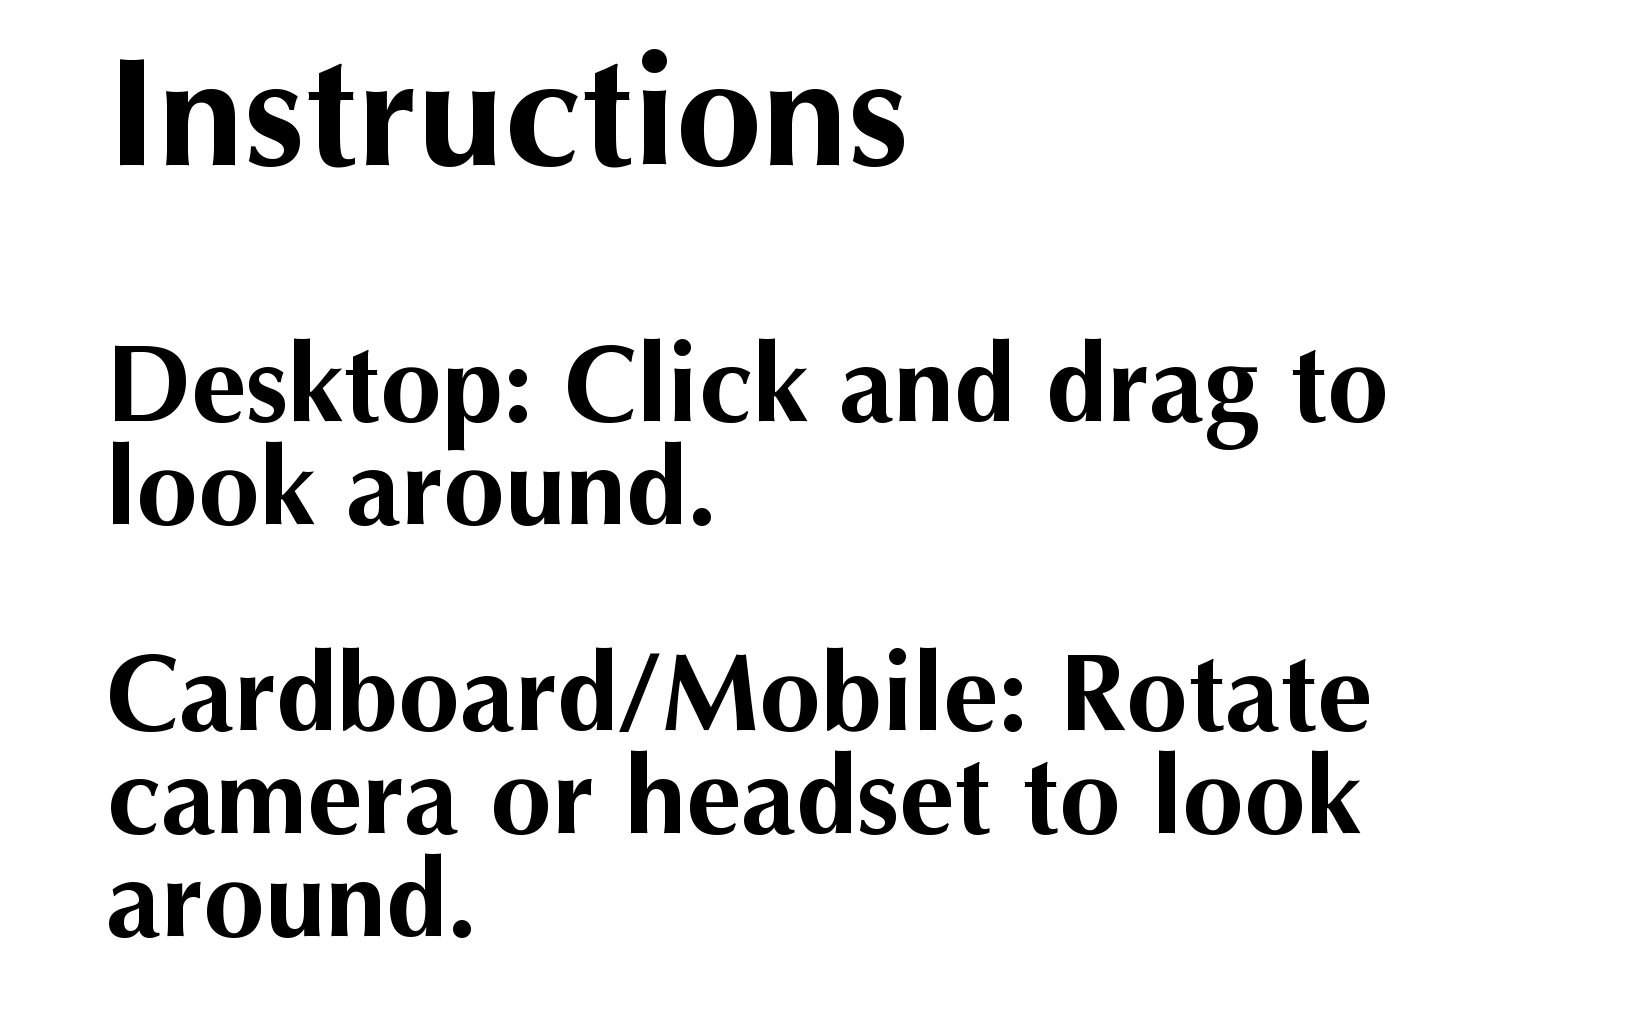 Instructions
Desktop: Click and drag to
look around.
Cardboard/Mobile: Rotate
camera or headset to look
around.